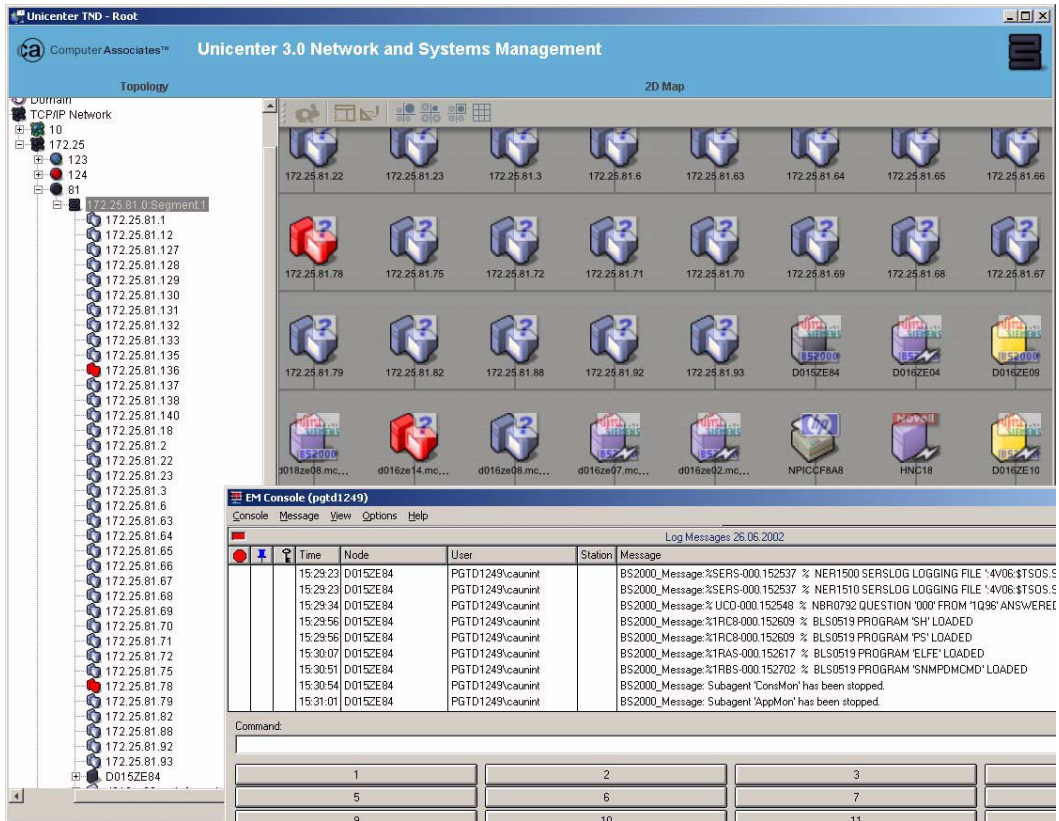 Unicenter TND - Root
ca Computer Associates™ Unicenter 3.0 Network and Systems Management
Topology
2D Map
Domain
TCP/IP Network
10
172.25
123
124
81
172.25.81.0:Segment.1
172.25.81.1
172.25.81.12
172.25.81.127
172.25.81.128
172.25.81.129
172.25.81.130
172.25.81.131
172.25.81.132
172.25.81.133
172.25.81.135
172.25.81.136
172.25.81.137
172.25.81.138
172.25.81.140
172.25.81.18
172.25.81.2
172.25.81.22
172.25.81.23
172.25.81.3
172.25.81.6
172.25.81.63
172.25.81.64
172.25.81.65
172.25.81.66
172.25.81.67
172.25.81.68
172.25.81.69
172.25.81.70
172.25.81.71
172.25.81.72
172.25.81.75
172.25.81.78
172.25.81.79
172.25.81.82
172.25.81.88
172.25.81.92
172.25.81.93
D015ZE84
172.25.81.22 172.25.81.23 172.25.81.3 172.25.81.6 172.25.81.63 172.25.81.64 172.25.81.65 172.25.81.66
172.25.81.78 172.25.81.75 172.25.81.72 172.25.81.71 172.25.81.70 172.25.81.69 172.25.81.68 172.25.81.67
172.25.81.79 172.25.81.82 172.25.81.88 172.25.81.92 172.25.81.93 D015ZE84 D016ZE04 D016ZE09
d018ze08.mc... d016ze14.mc... d016ze08.mc... d016ze07.mc... d016ze02.mc... NPICCF8A8 HNC18 D016ZE10
EM Console (pgtd1249)
Console Message View Options Help
Log Messages 26.06.2002
Time Node User Station Message
15:29:23 D015ZE84 PGTD1249\caunint BS2000_Message:%SERS-000.152537 % NER1500 SERSLOG LOGGING FILE ':4V06:$TSOS.S
15:29:23 D015ZE84 PGTD1249\caunint BS2000_Message:%SERS-000.152537 % NER1510 SERSLOG LOGGING FILE ':4V06:$TSOS.S
15:29:34 D015ZE84 PGTD1249\caunint BS2000_Message:% UCO-000.152548 % NBR0792 QUESTION '000' FROM '1Q96' ANSWERED
15:29:56 D015ZE84 PGTD1249\caunint BS2000_Message:%1RC8-000.152609 % BLS0519 PROGRAM 'SH' LOADED
15:29:56 D015ZE84 PGTD1249\caunint BS2000_Message:%1RC8-000.152609 % BLS0519 PROGRAM 'PS' LOADED
15:30:07 D015ZE84 PGTD1249\caunint BS2000_Message:%1RAS-000.152617 % BLS0519 PROGRAM 'ELFE' LOADED
15:30:51 D015ZE84 PGTD1249\caunint BS2000_Message:%1RBS-000.152702 % BLS0519 PROGRAM 'SNMPDMCMD' LOADED
15:30:54 D015ZE84 PGTD1249\caunint BS2000_Message: Subagent 'ConsMon' has been stopped.
15:31:01 D015ZE84 PGTD1249\caunint BS2000_Message: Subagent 'AppMon' has been stopped.
Command:
1 2 3
5 6 7
9 10 11